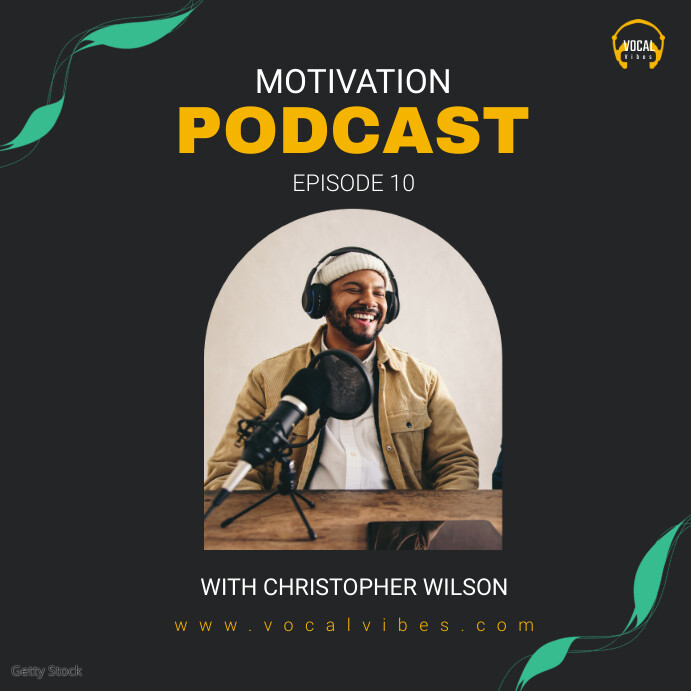 VOCAL
Vibes
MOTIVATION
PODCAST
EPISODE 10
WITH CHRISTOPHER WILSON
www.vocalvibes.com
Getty Stock